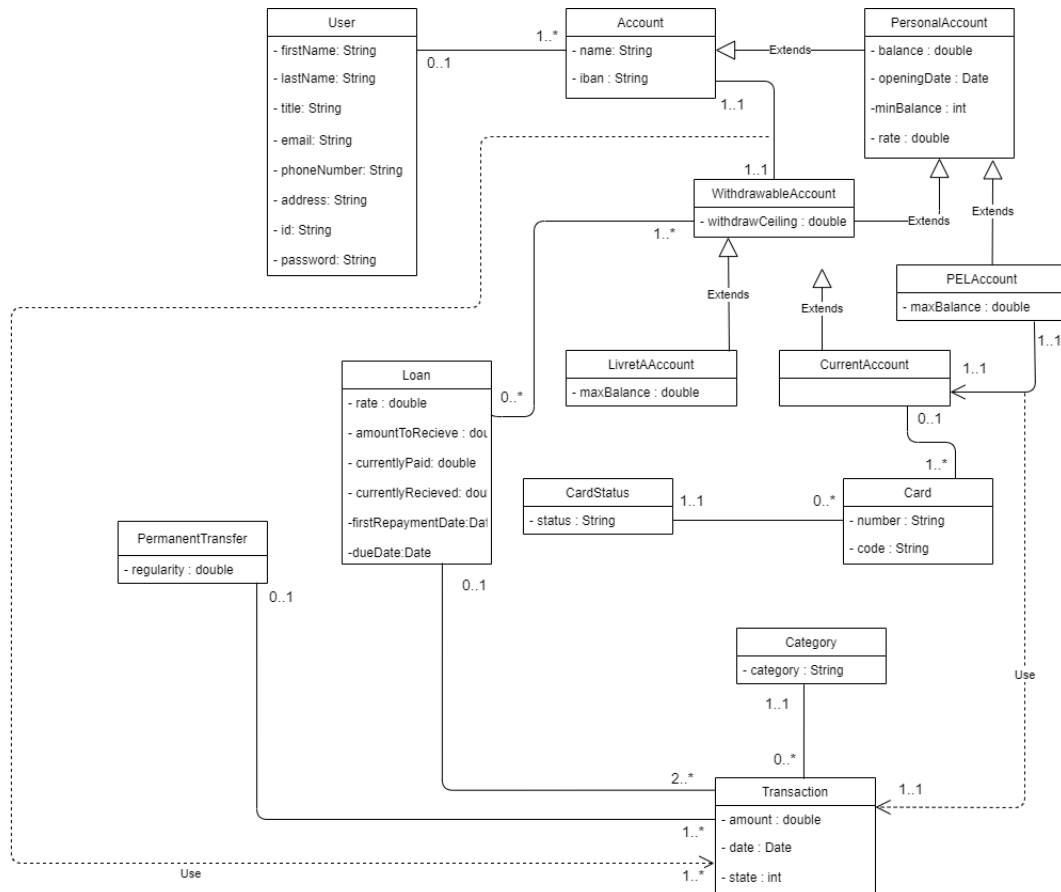 User
- firstName: String
- lastName: String
- title: String
- email: String
- phoneNumber: String
- address: String
- id: String
- password: String
1..*
0..1
Account
- name: String
- iban : String
Extends
PersonalAccount
- balance : double
- openingDate : Date
-minBalance : int
- rate : double
1..1
1..1
WithdrawableAccount
- withdrawCeiling : double
Extends
Extends
1..*
Extends
Extends
PELAccount
- maxBalance : double
1..1
LivretAAccount
- maxBalance : double
CurrentAccount
1..1
0..1
1..*
Loan
- rate : double
- amountToRecieve : dou
- currentlyPaid: double
- currentlyRecieved: dou
-firstRepaymentDate:Dat
-dueDate:Date
0..*
0..1
CardStatus
- status : String
1..1
0..*
Card
- number : String
- code : String
PermanentTransfer
- regularity : double
0..1
Category
- category : String
1..1
0..*
Use
2..*
1..*
1..1
Transaction
- amount : double
- date : Date
- state : int
Use
1..*